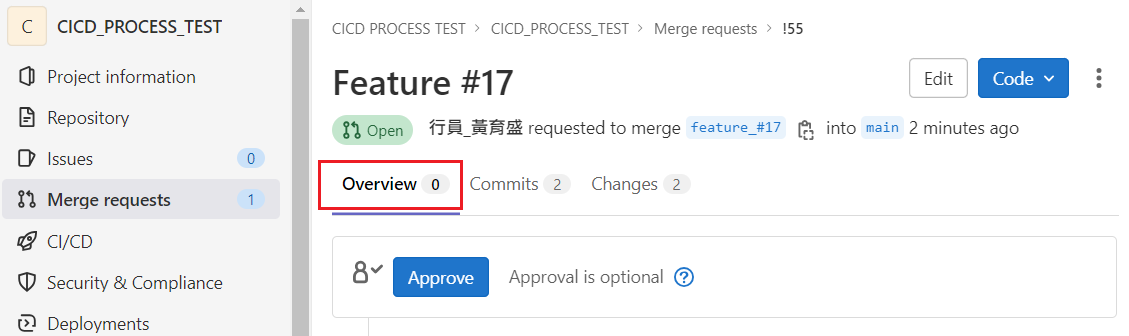 C CICD_PROCESS_TEST
Project information
Repository
Issues 0
Merge requests 1
CI/CD
Security & Compliance
Deployments
CICD PROCESS TEST > CICD_PROCESS_TEST > Merge requests > !55
Feature #17
Edit
Code
Open 行員_黃育盛 requested to merge feature_#17 into main 2 minutes ago
Overview 0 Commits 2 Changes 2
Approve Approval is optional ?